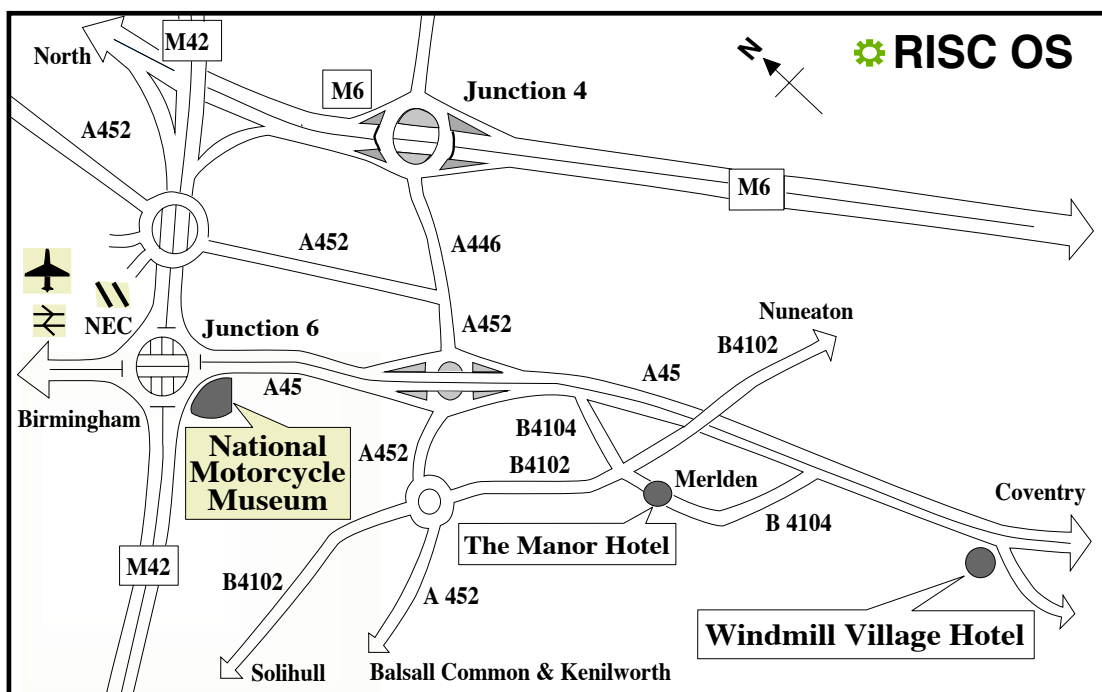 M42
North
N
RISC OS
M6
Junction 4
A452
M6
A452
A446
NEC
Junction 6
A452
Nuneaton
B4102
A45
A45
Birmingham
National
Motorcycle
Museum
A452
B4104
B4102
Merlden
Coventry
B 4104
The Manor Hotel
M42
B4102
A 452
Windmill Village Hotel
Solihull
Balsall Common & Kenilworth